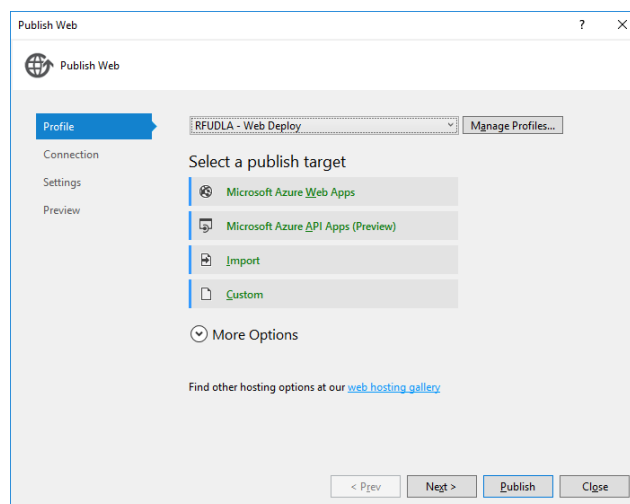 Publish Web
?
X
Publish Web
Profile
Connection
Settings
Preview
RFUDLA - Web Deploy
Manage Profiles...
Select a publish target
Microsoft Azure Web Apps
Microsoft Azure API Apps (Preview)
Import
Custom
More Options
Find other hosting options at our web hosting gallery
< Prev
Next >
Publish
Close